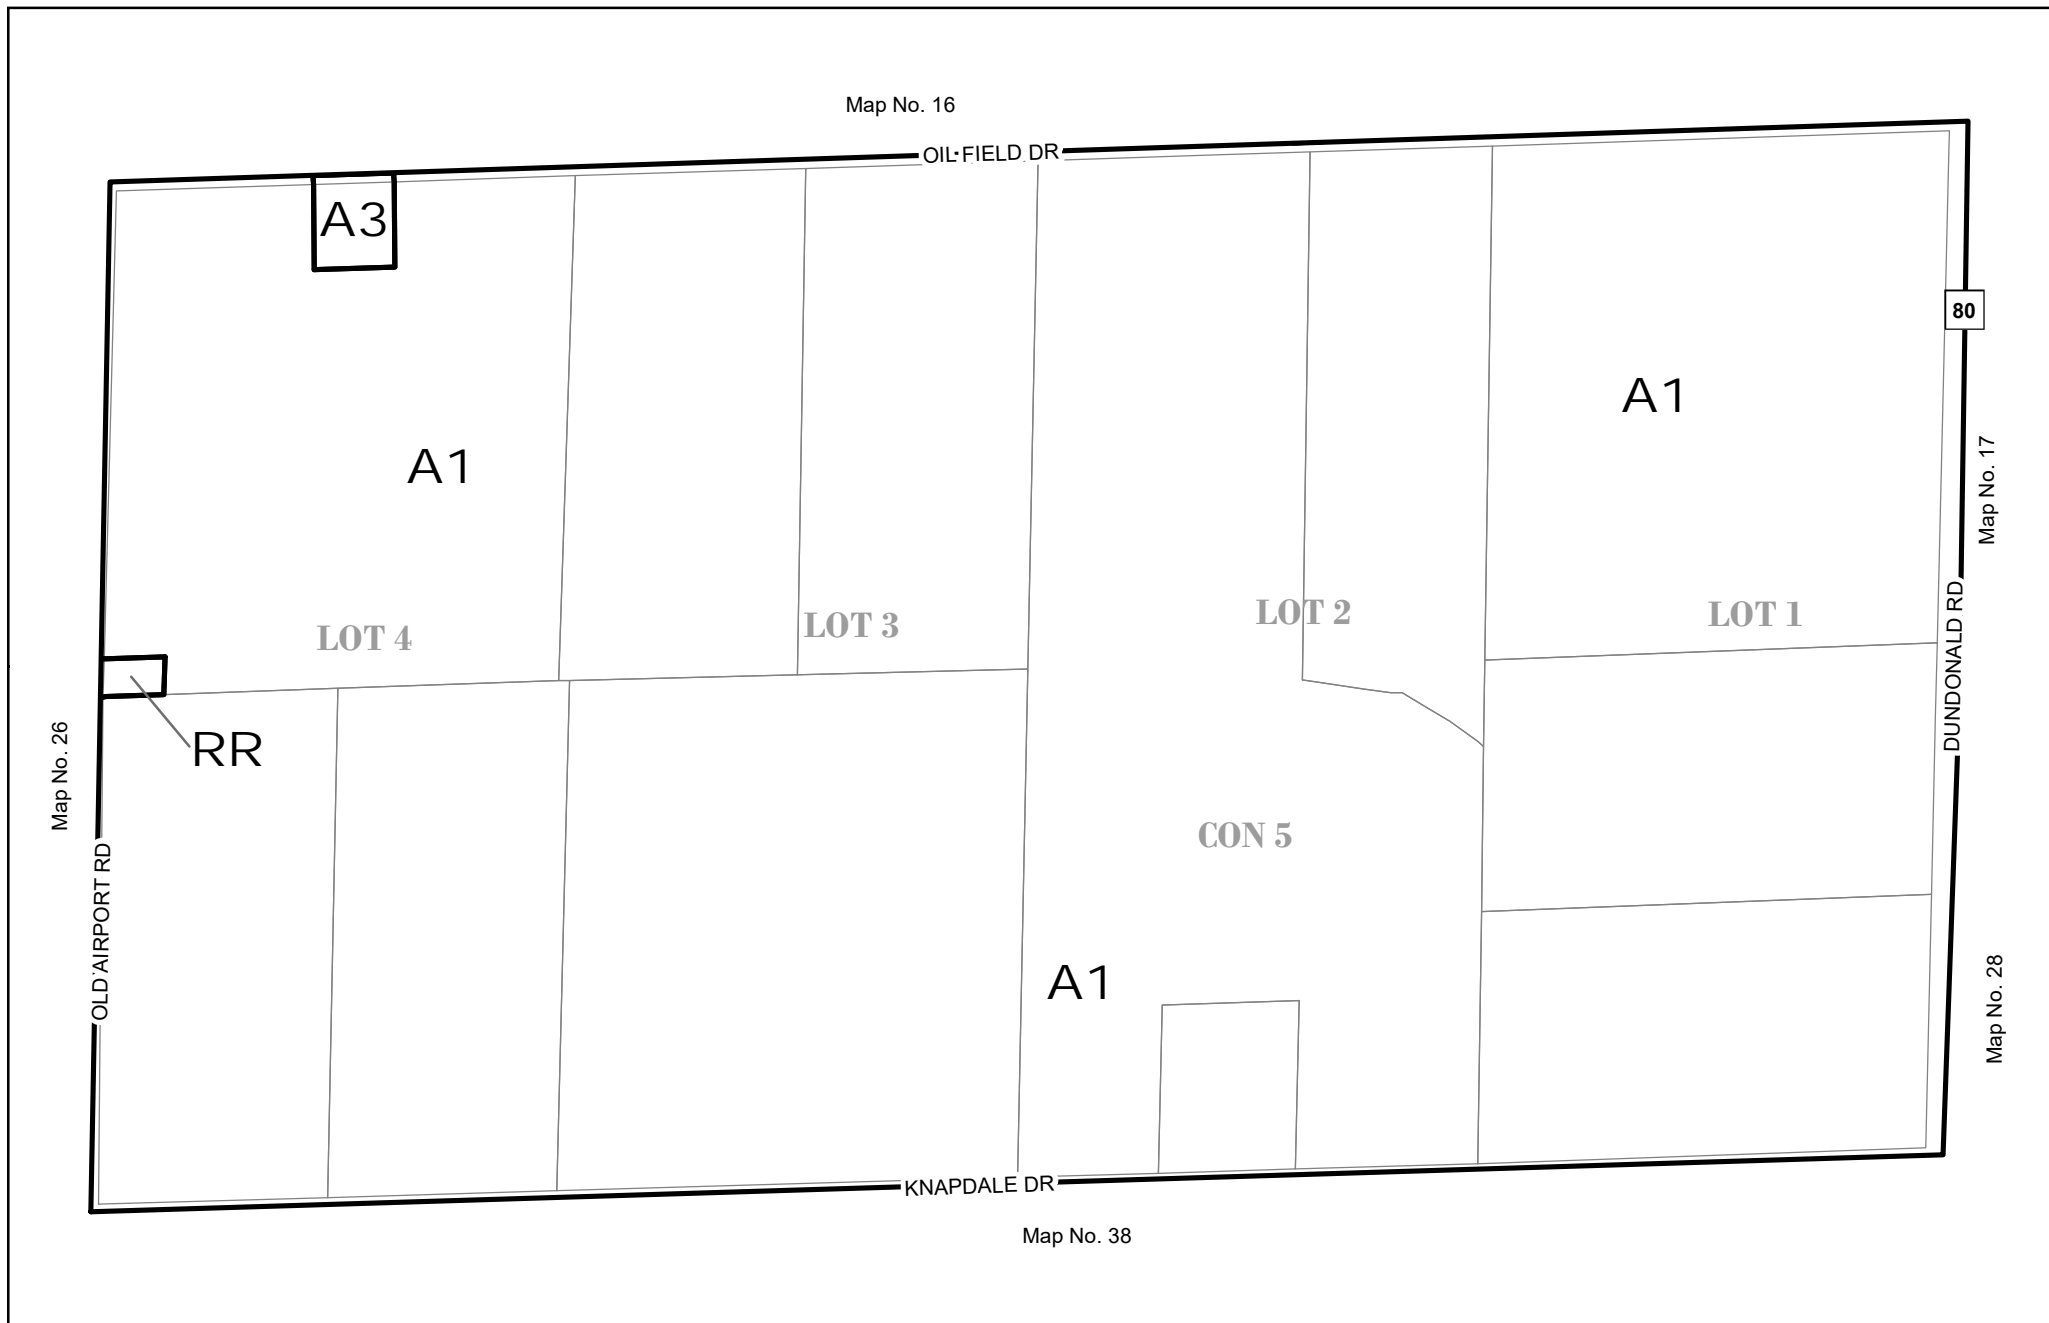 Map No. 16
OIL FIELD DR
A3
80
A1
A1
Map No. 17
LOT 4
LOT 3
LOT 2
LOT 1
DUNDONALD RD
RR
Map No. 26
CON 5
OLD AIRPORT RD
A1
Map No. 28
KNAPDALE DR
Map No. 38